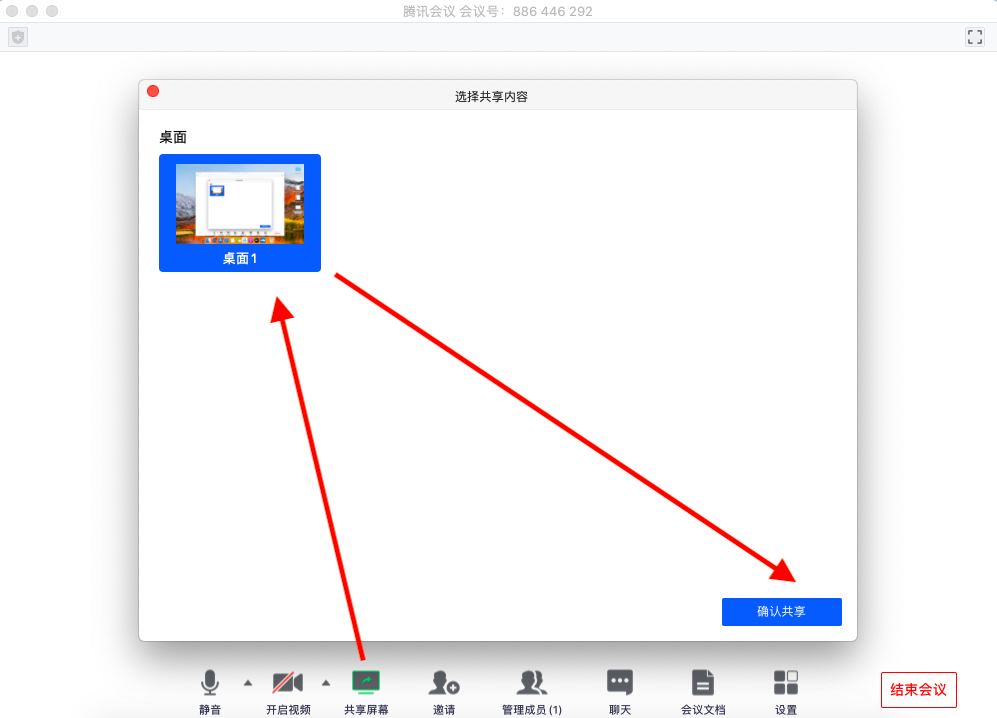 腾讯会议 会议号：886 446 292
选择共享内容
桌面
桌面1
确认共享
静音
开启视频
共享屏幕
邀请
管理成员(1)
聊天
会议文档
设置
结束会议